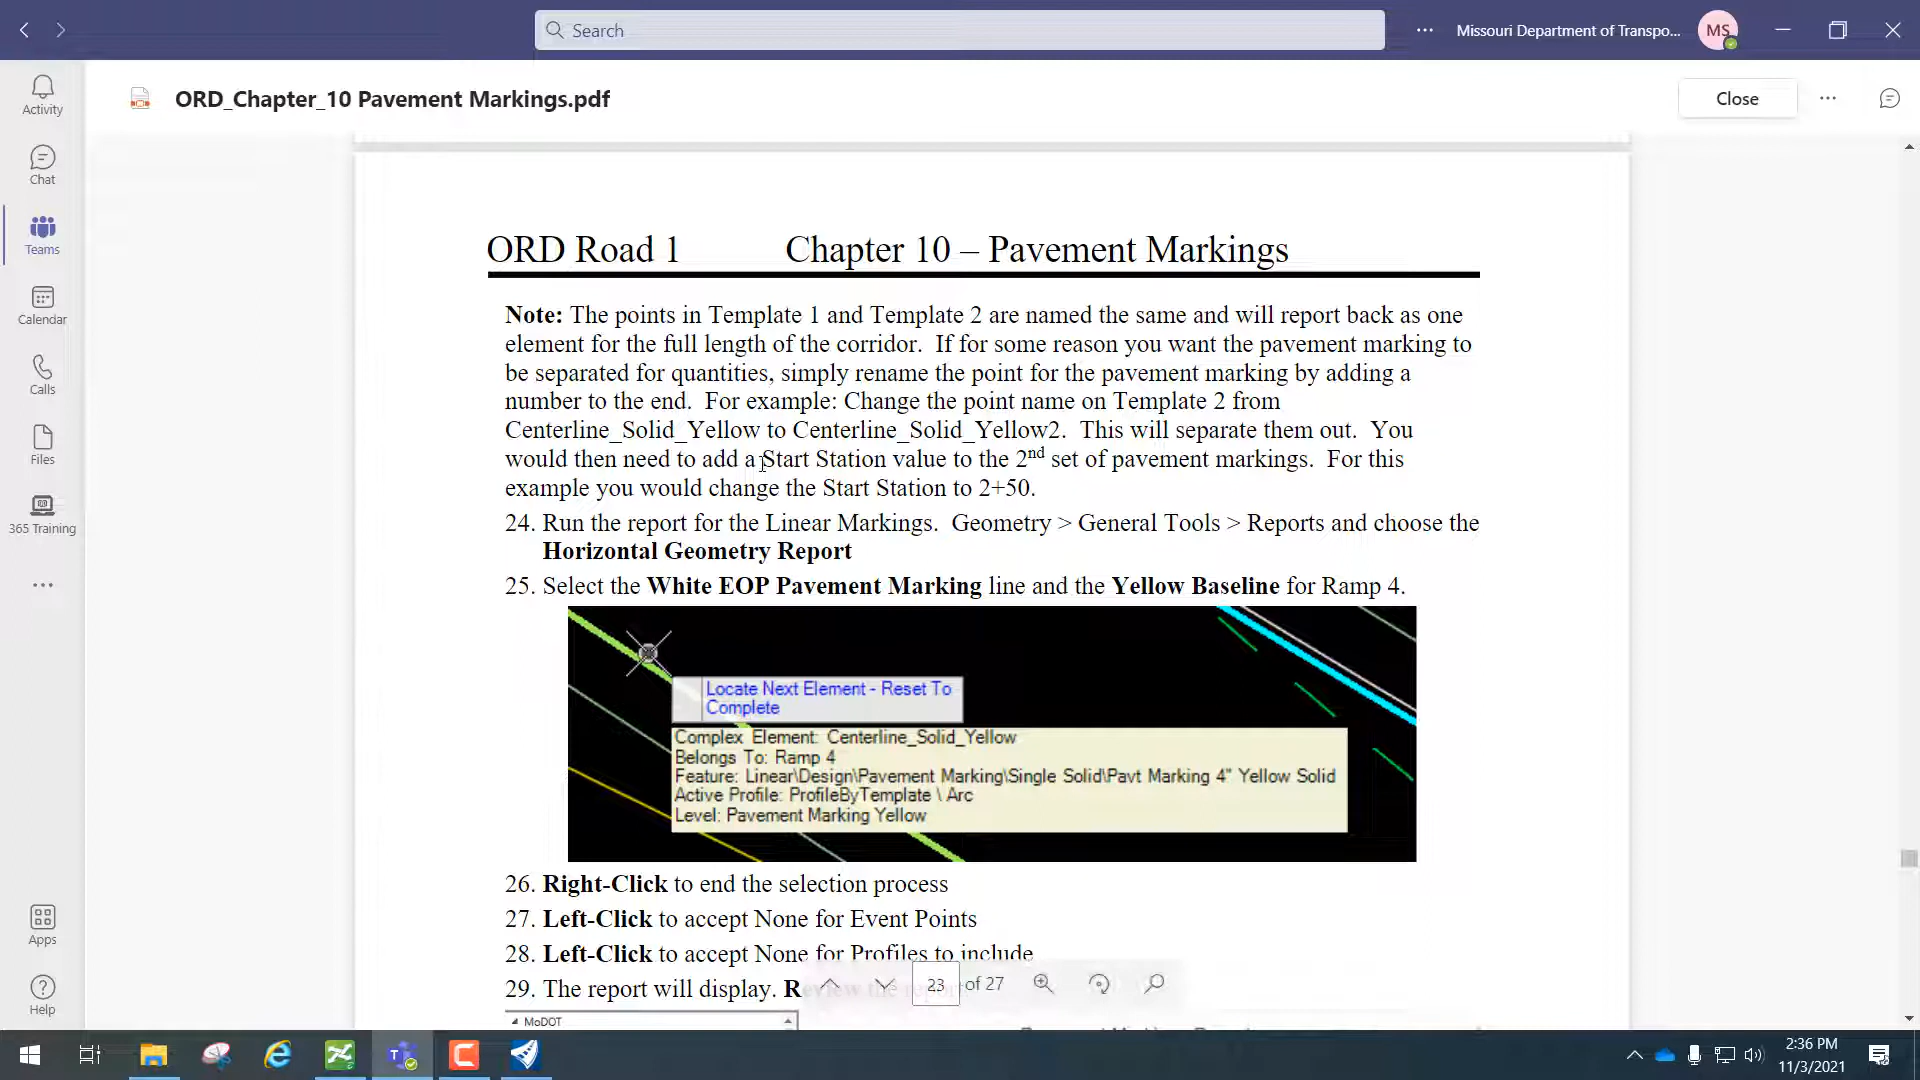 Search
Missouri Department of Transpo...
MS
ORD_Chapter_10 Pavement Markings.pdf
Close
Activity
Chat
Teams
Calendar
Calls
Files
365 Training
Apps
Help
ORD Road 1 Chapter 10 – Pavement Markings
Note: The points in Template 1 and Template 2 are named the same and will report back as one
element for the full length of the corridor. If for some reason you want the pavement marking to
be separated for quantities, simply rename the point for the pavement marking by adding a
number to the end. For example: Change the point name on Template 2 from
Centerline_Solid_Yellow to Centerline_Solid_Yellow2. This will separate them out. You
would then need to add a Start Station value to the 2nd set of pavement markings. For this
example you would change the Start Station to 2+50.
24. Run the report for the Linear Markings. Geometry > General Tools > Reports and choose the
Horizontal Geometry Report
25. Select the White EOP Pavement Marking line and the Yellow Baseline for Ramp 4.
Locate Next Element - Reset To
Complete
Complex Element: Centerline_Solid_Yellow
Belongs To: Ramp 4
Feature: Linear\Design\Pavement Marking\Single Solid\Pavt Marking 4" Yellow Solid
Active Profile: ProfileByTemplate \ Arc
Level: Pavement Marking Yellow
26. Right-Click to end the selection process
27. Left-Click to accept None for Event Points
28. Left-Click to accept None for Profiles to include
29. The report will display. Review the report
23 of 27
MoDOT
2:36 PM
11/3/2021